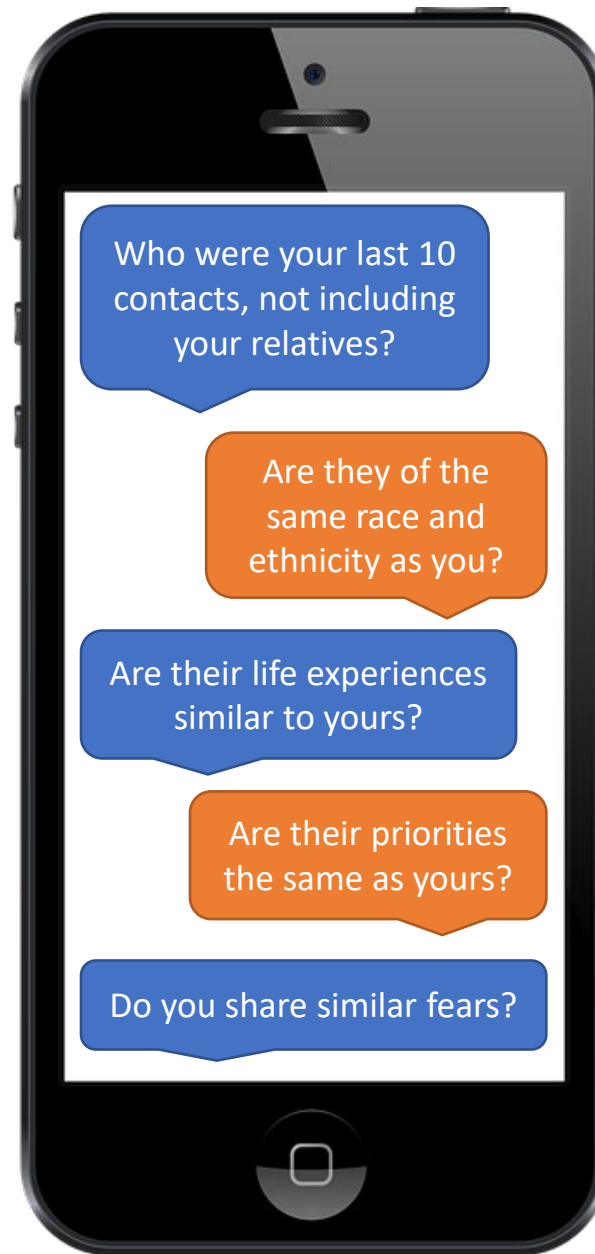 Who were your last 10
contacts, not including
your relatives?
Are they of the
same race and
ethnicity as you?
Are their life experiences
similar to yours?
Are their priorities
the same as yours?
Do you share similar fears?